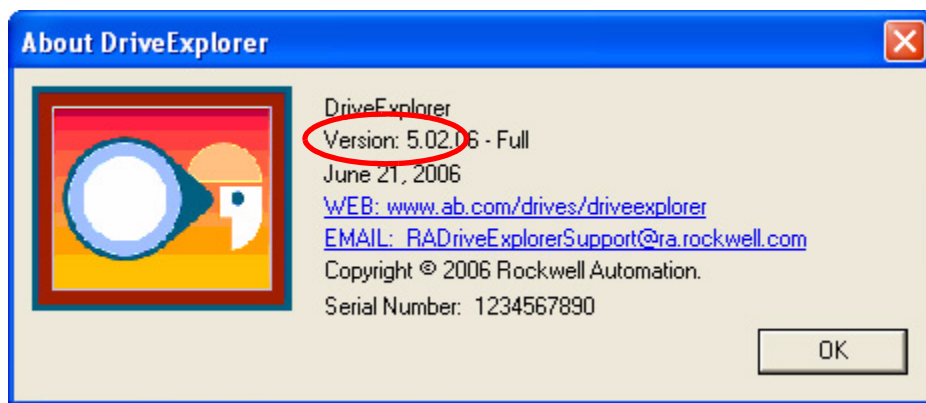 About DriveExplorer
DriveExplorer
Version: 5.02.06 - Full
June 21, 2006
WEB: www.ab.com/drives/driveexplorer
EMAIL: RADriveExplorerSupport@ra.rockwell.com
Copyright © 2006 Rockwell Automation.
Serial Number: 1234567890
OK